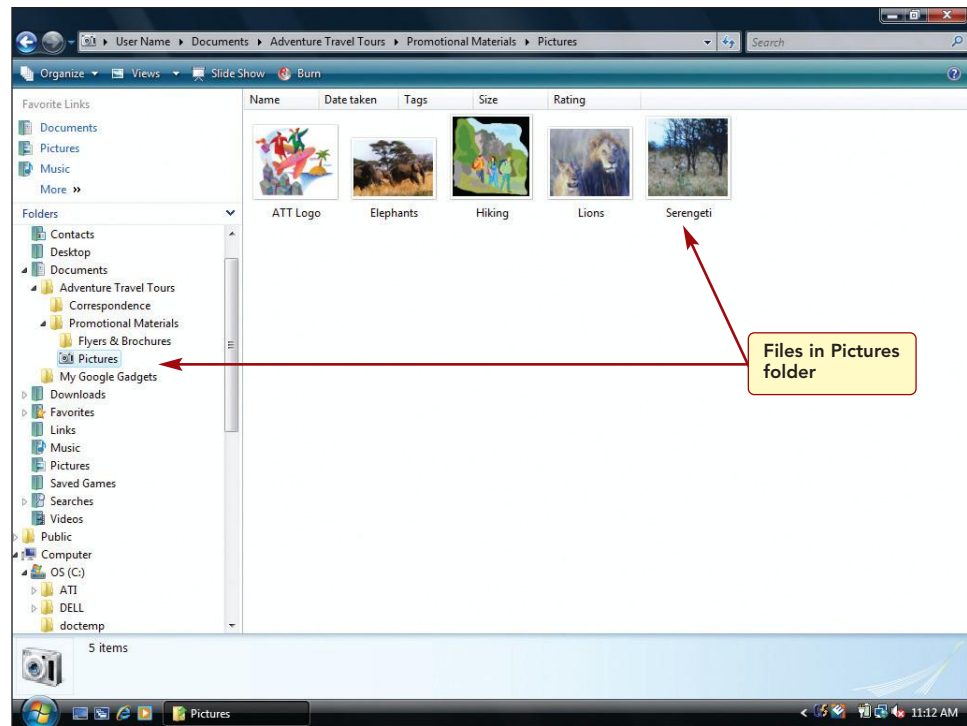 User Name ▸ Documents ▸ Adventure Travel Tours ▸ Promotional Materials ▸ Pictures
Search
Organize Views Slide Show Burn
Favorite Links
Documents
Pictures
Music
More »
Folders
Contacts
Desktop
Documents
Adventure Travel Tours
Correspondence
Promotional Materials
Flyers & Brochures
Pictures
My Google Gadgets
Downloads
Favorites
Links
Music
Pictures
Saved Games
Searches
Videos
Public
Computer
OS (C:)
ATI
DELL
doctemp
Name Date taken Tags Size Rating
ATT Logo Elephants Hiking Lions Serengeti
Files in Pictures
folder
5 items
Pictures
11:12 AM